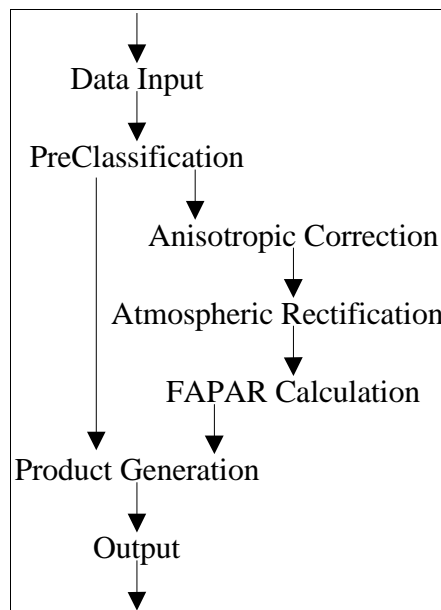 Data Input
PreClassification
Anisotropic Correction
Atmospheric Rectification
FAPAR Calculation
Product Generation
Output